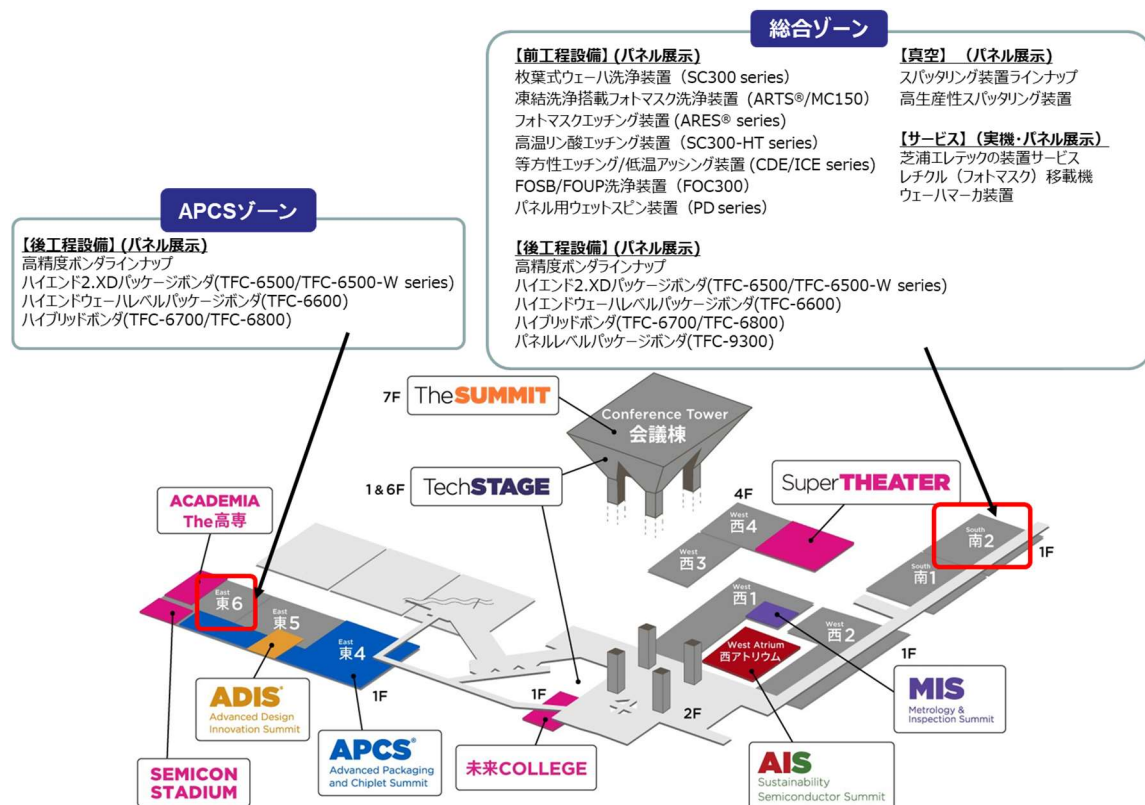 総合ゾーン
【前工程設備】(パネル展示)
枚葉式ウェーハ洗浄装置（SC300 series）
凍結洗浄搭載フォトマスク洗浄装置（ARTS®/MC150）
フォトマスクエッチング装置（ARES® series）
高温リン酸エッチング装置（SC300-HT series）
等方性エッチング/低温アッシング装置（CDE/ICE series）
FOSB/FOUP洗浄装置（FOC300）
パネル用ウェットスピン装置（PD series）
【真空】（パネル展示）
スパッタリング装置ラインナップ
高生産性スパッタリング装置
【サービス】（実機・パネル展示）
芝浦エレテックの装置サービス
レチクル（フォトマスク）移載機
ウェーハマーカ装置
【後工程設備】(パネル展示)
高精度ボンダラインナップ
ハイエンド2.XDパッケージボンダ(TFC-6500/TFC-6500-W series)
ハイエンドウェーハレベルパッケージボンダ(TFC-6600)
ハイブリッドボンダ(TFC-6700/TFC-6800)
パネルレベルパッケージボンダ(TFC-9300)
APCSゾーン
【後工程設備】(パネル展示)
高精度ボンダラインナップ
ハイエンド2.XDパッケージボンダ(TFC-6500/TFC-6500-W series)
ハイエンドウェーハレベルパッケージボンダ(TFC-6600)
ハイブリッドボンダ(TFC-6700/TFC-6800)
7F TheSUMMIT
Conference Tower
会議棟
1&6F TechSTAGE
4F
SuperTHEATER
ACADEMIA
The高専
West
西4
West
西3
South
南2
1F
South
南1
West
西1
West
西2
1F
East
東6
East
東5
East
東4
1F
West Atrium
西アトリウム
1F
2F
ADIS®
Advanced Design
Innovation Summit
APCS®
Advanced Packaging
and Chiplet Summit
SEMICON
STADIUM
未来COLLEGE
MIS
Metrology &
Inspection Summit
AIS
Sustainability
Semiconductor Summit